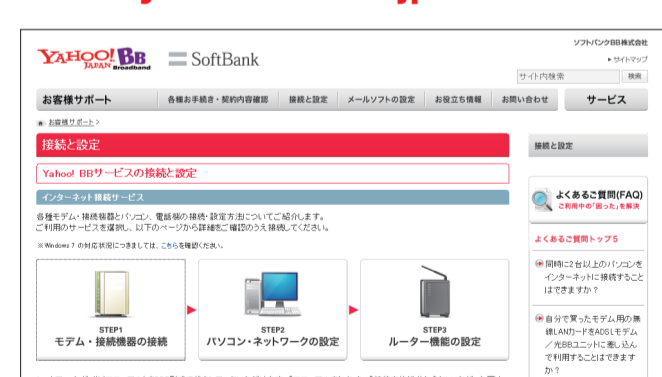 ソフトバンクBB株式会社
YAHOO! BB
JAPAN Broadband
SoftBank
サイトマップ
サイト内検索
検索
お客様サポート
各種お手続き・契約内容確認
接続と設定
メールソフトの設定
お役立ち情報
お問い合わせ
サービス
お客様サポート >
接続と設定
Yahoo! BBサービスの接続と設定
インターネット接続サービス
各種モデム・接続機器とパソコン、電話機の接続・設定方法についてご紹介します。
ご利用のサービスを選択し、以下のページから詳細をご確認のうえ接続してください。
※Windows 7 の対応状況につきましては、こちらを確認ください。
STEP1
モデム・接続機器の接続
STEP2
パソコン・ネットワークの設定
STEP3
ルーター機能の設定
接続と設定
よくあるご質問(FAQ)
ご利用中の「困った」を解決
よくあるご質問トップ5
同時に2台以上のパソコンを
インターネットに接続すること
はできますか?
自分で買ったモデム用の無
線LANカードをADSLモデム
/光BBユニットに差し込ん
で利用することはできます
か?